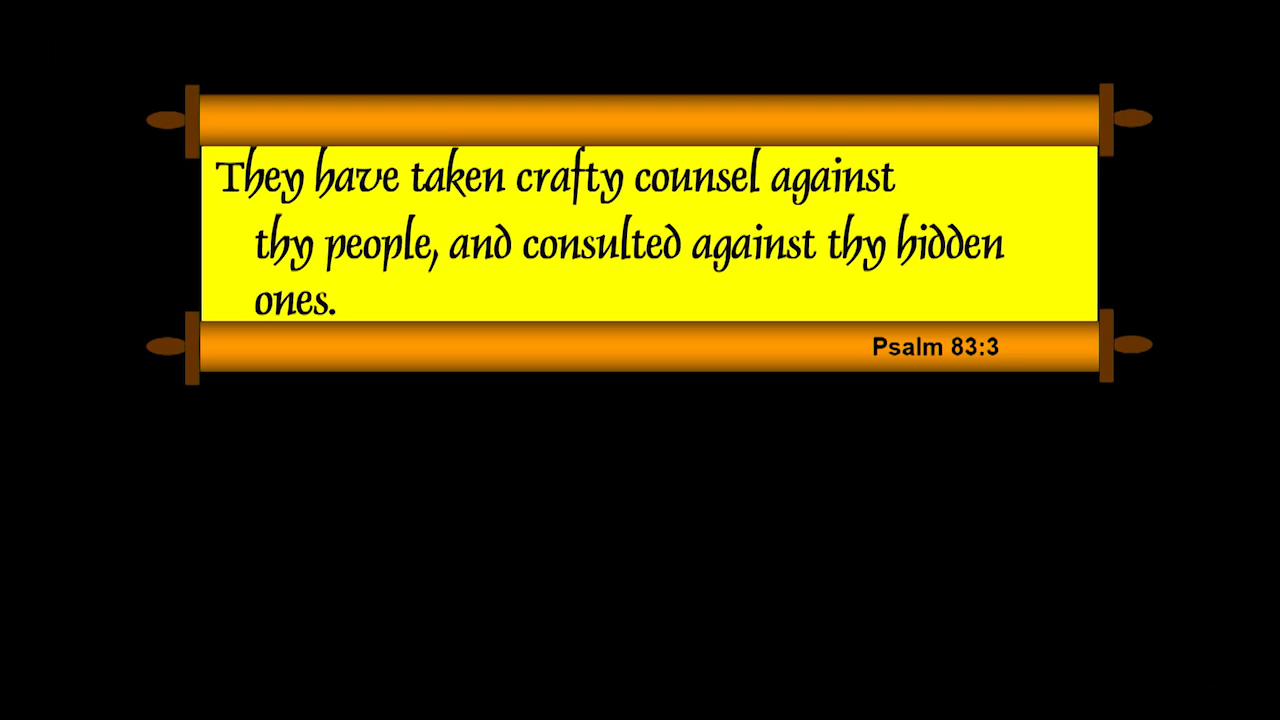 They have taken crafty counsel against
thy people, and consulted against thy hidden
ones.
Psalm 83:3